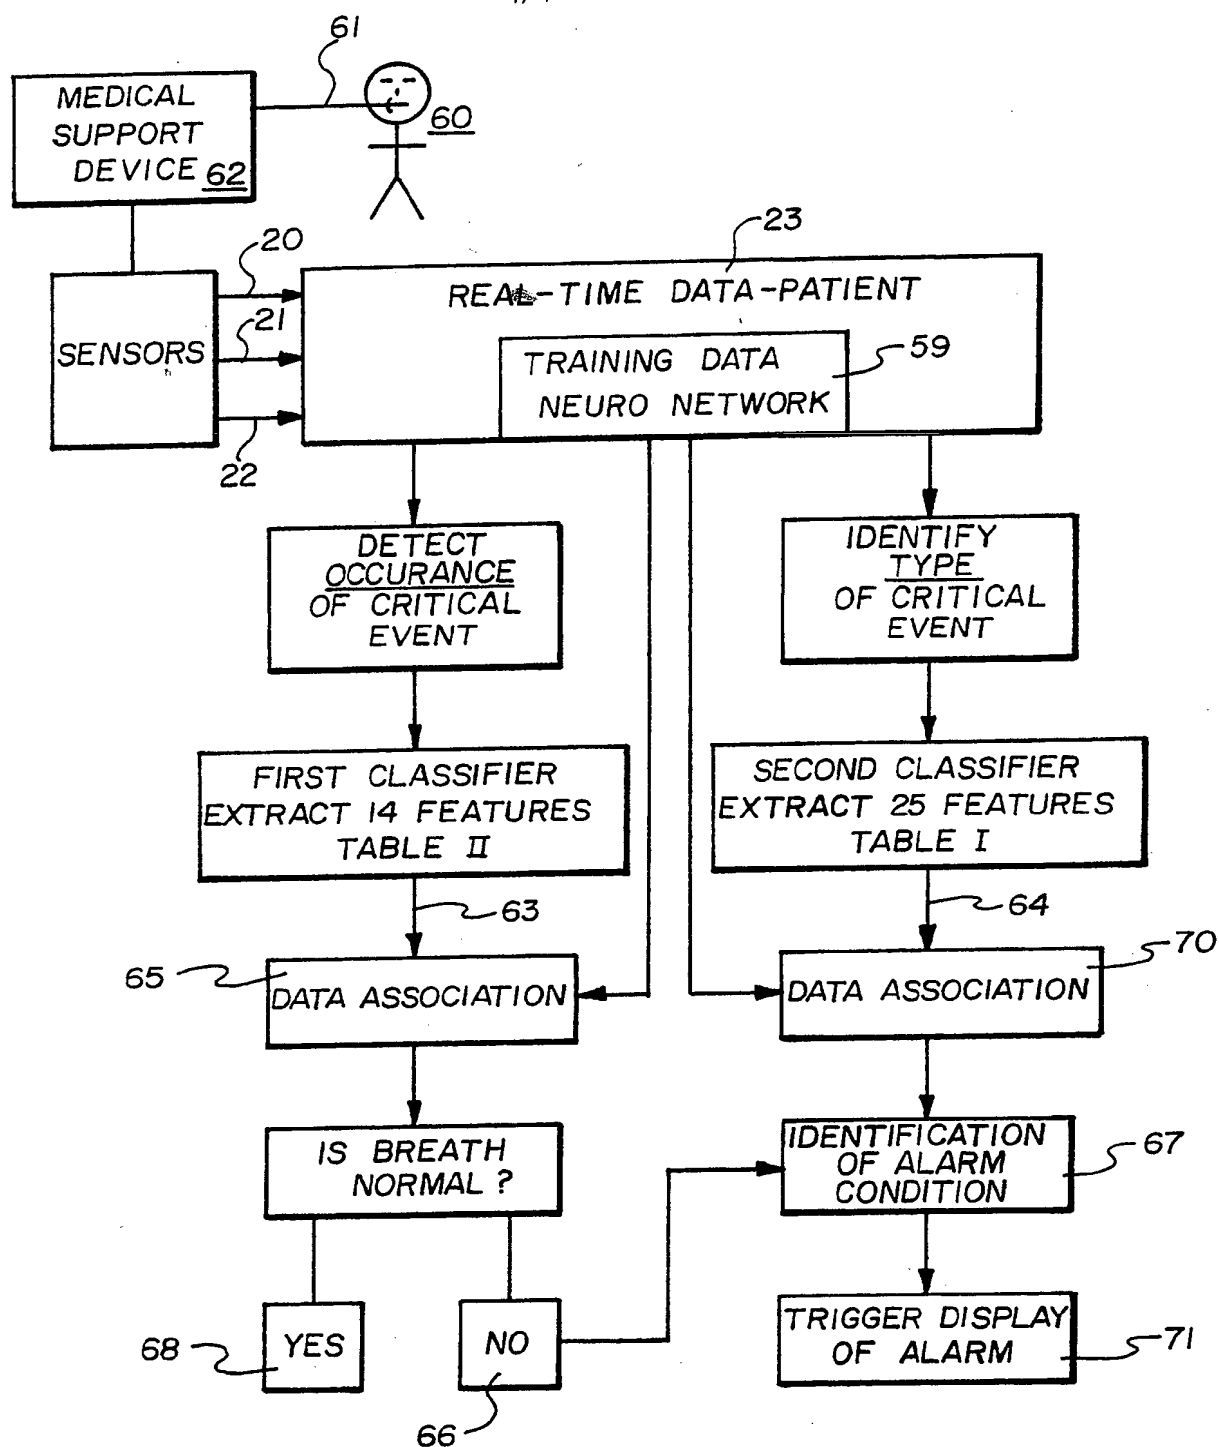 61
MEDICAL
SUPPORT
DEVICE 62
60
20
21
22
SENSORS
23
REAL-TIME DATA-PATIENT
TRAINING DATA
NEURO NETWORK
59
DETECT
OCCURANCE
OF CRITICAL
EVENT
IDENTIFY
TYPE
OF CRITICAL
EVENT
FIRST CLASSIFIER
EXTRACT 14 FEATURES
TABLE II
SECOND CLASSIFIER
EXTRACT 25 FEATURES
TABLE I
63
64
65
DATA ASSOCIATION
70
DATA ASSOCIATION
IS BREATH
NORMAL ?
IDENTIFICATION
OF ALARM
CONDITION
67
68
YES
NO
66
TRIGGER DISPLAY
OF ALARM
71